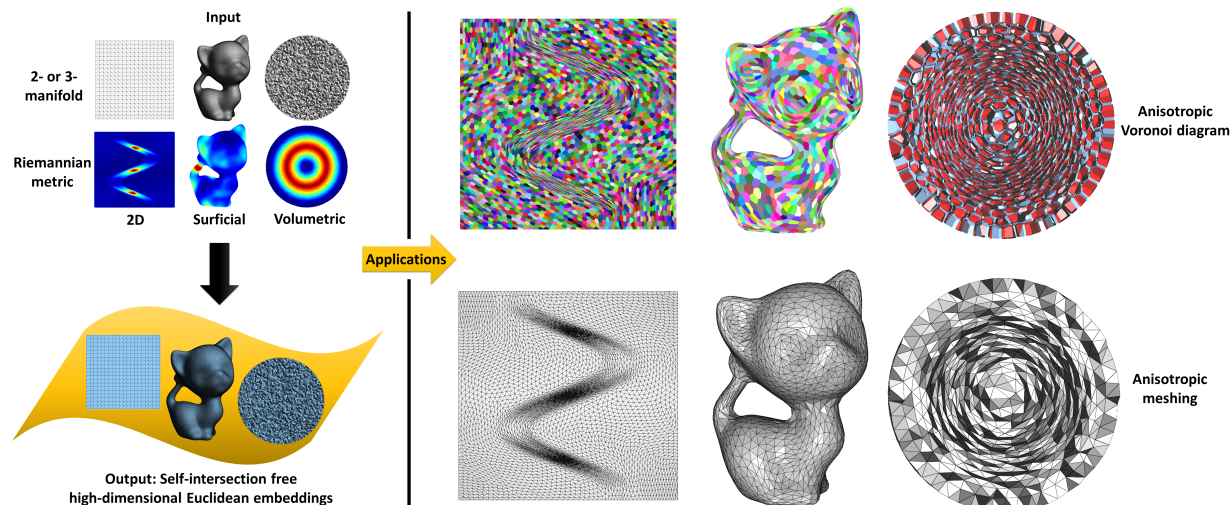 Input
2- or 3-
manifold
Riemannian
metric
2D
Surficial
Volumetric
Output: Self-intersection free
high-dimensional Euclidean embeddings
Applications
Anisotropic
Voronoi diagram
Anisotropic
meshing